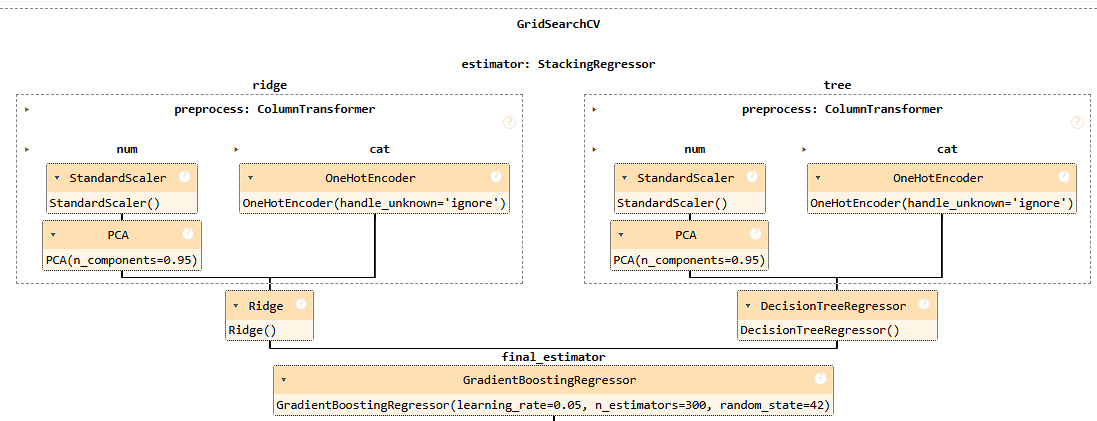 GridSearchCV
estimator: StackingRegressor
ridge
tree
preprocess: ColumnTransformer
?
preprocess: ColumnTransformer
?
num
cat
num
cat
StandardScaler ?
StandardScaler()
OneHotEncoder ?
OneHotEncoder(handle_unknown='ignore')
StandardScaler ?
StandardScaler()
OneHotEncoder ?
OneHotEncoder(handle_unknown='ignore')
PCA ?
PCA(n_components=0.95)
PCA ?
PCA(n_components=0.95)
Ridge ?
Ridge()
DecisionTreeRegressor ?
DecisionTreeRegressor()
final_estimator
GradientBoostingRegressor ?
GradientBoostingRegressor(learning_rate=0.05, n_estimators=300, random_state=42)